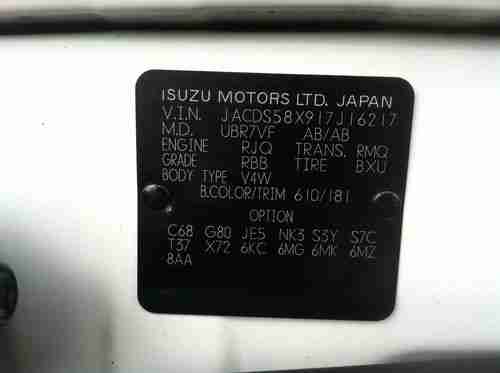 ISUZU MOTORS LTD. JAPAN
V.I.N. JACDS58X917J16217
M.D. UBR7VF AB/AB
ENGINE RJQ TRANS. RMQ
GRADE RBB TIRE BXU
BODY TYPE V4W
B.COLOR/TRIM 610/181
OPTION
C68 G80 JE5 NK3 S3Y S7C
T37 X72 6KC 6MG 6MK 6MZ
8AA